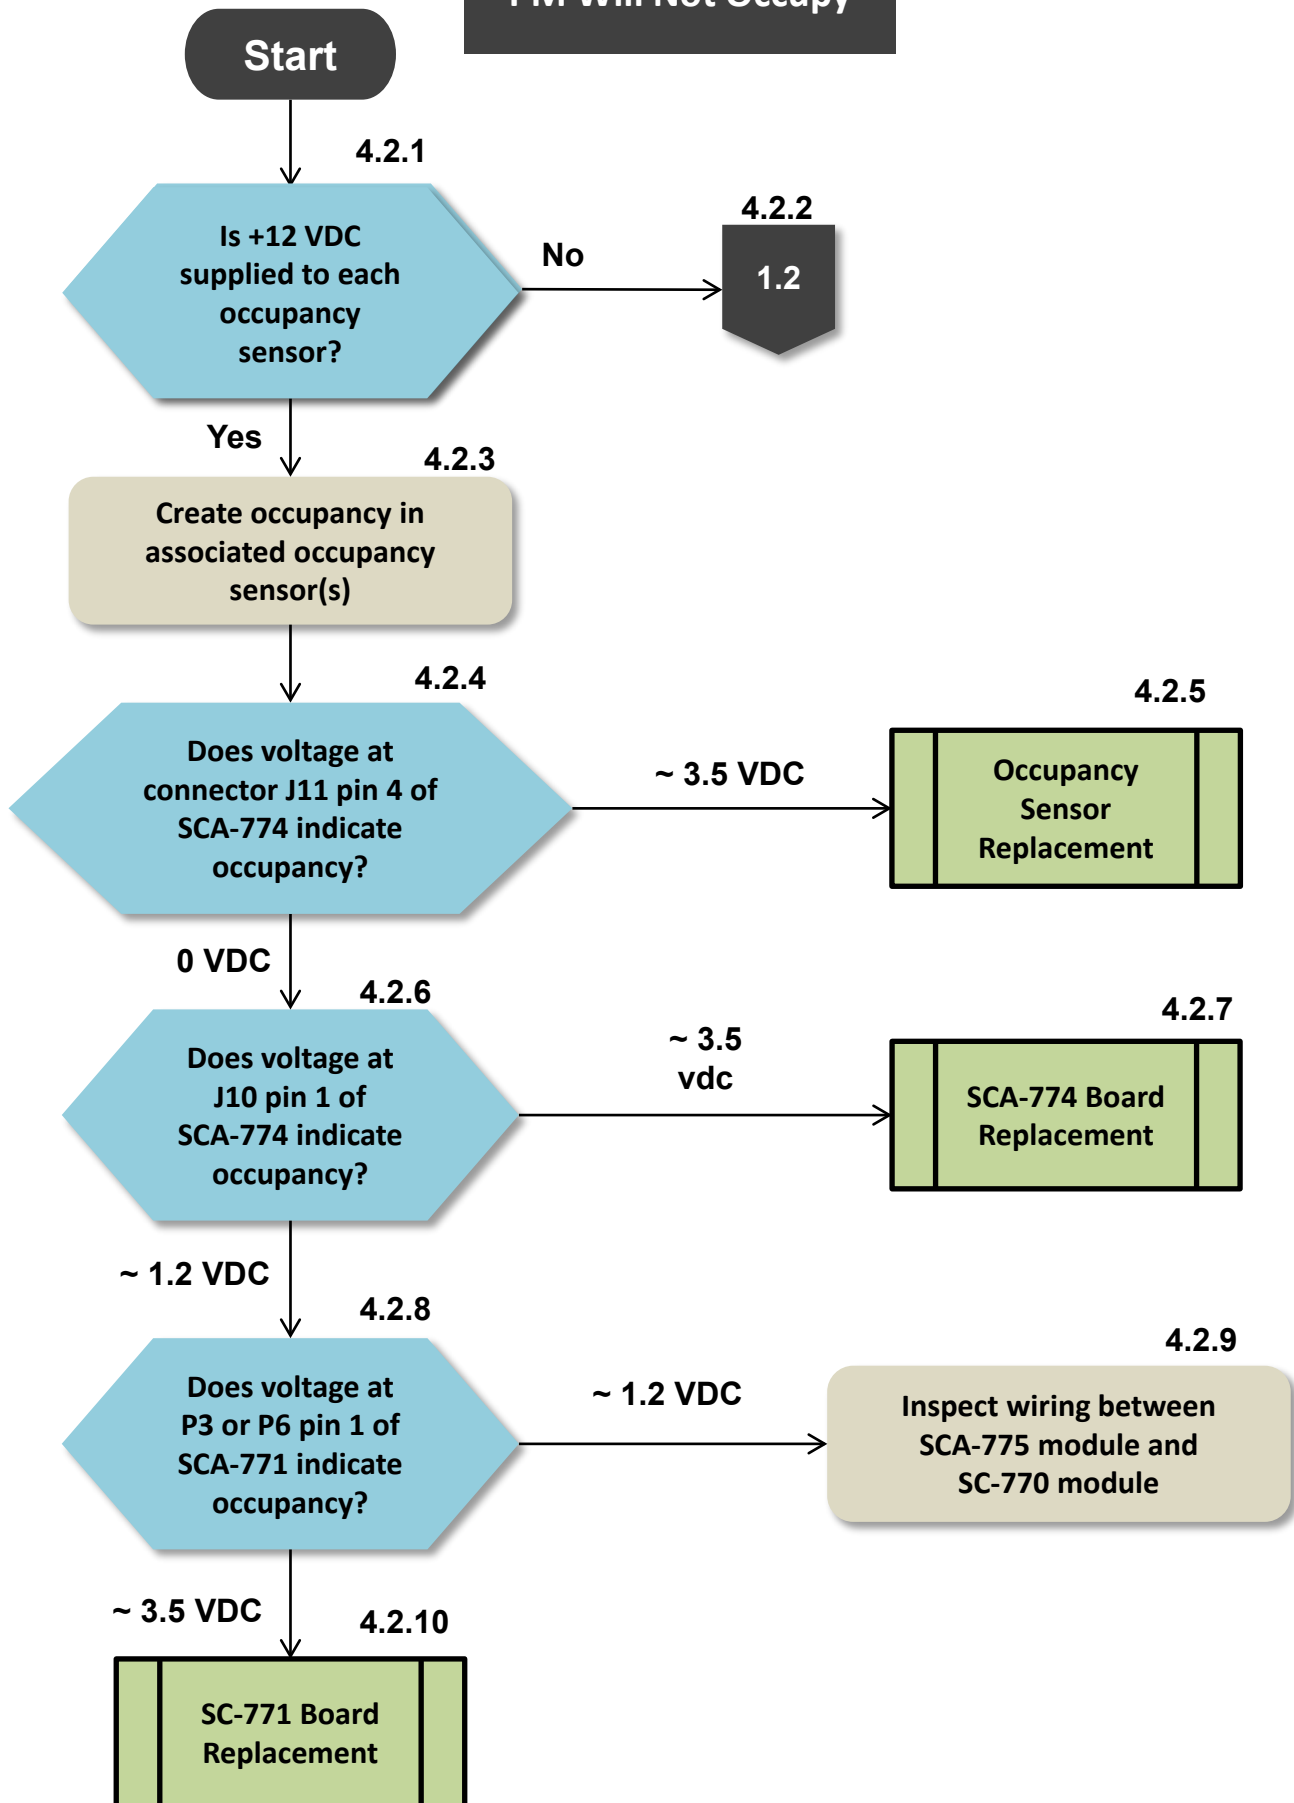 PM Will Not Occupy
Start
4.2.1
Is +12 VDC
supplied to each
occupancy
sensor?
No
4.2.2
1.2
Yes
4.2.3
Create occupancy in
associated occupancy
sensor(s)
4.2.4
Does voltage at
connector J11 pin 4 of
SCA-774 indicate
occupancy?
~ 3.5 VDC
4.2.5
Occupancy
Sensor
Replacement
0 VDC
4.2.6
Does voltage at
J10 pin 1 of
SCA-774 indicate
occupancy?
~ 3.5
vdc
4.2.7
SCA-774 Board
Replacement
~ 1.2 VDC
4.2.8
Does voltage at
P3 or P6 pin 1 of
SCA-771 indicate
occupancy?
~ 1.2 VDC
4.2.9
Inspect wiring between
SCA-775 module and
SC-770 module
~ 3.5 VDC
4.2.10
SC-771 Board
Replacement